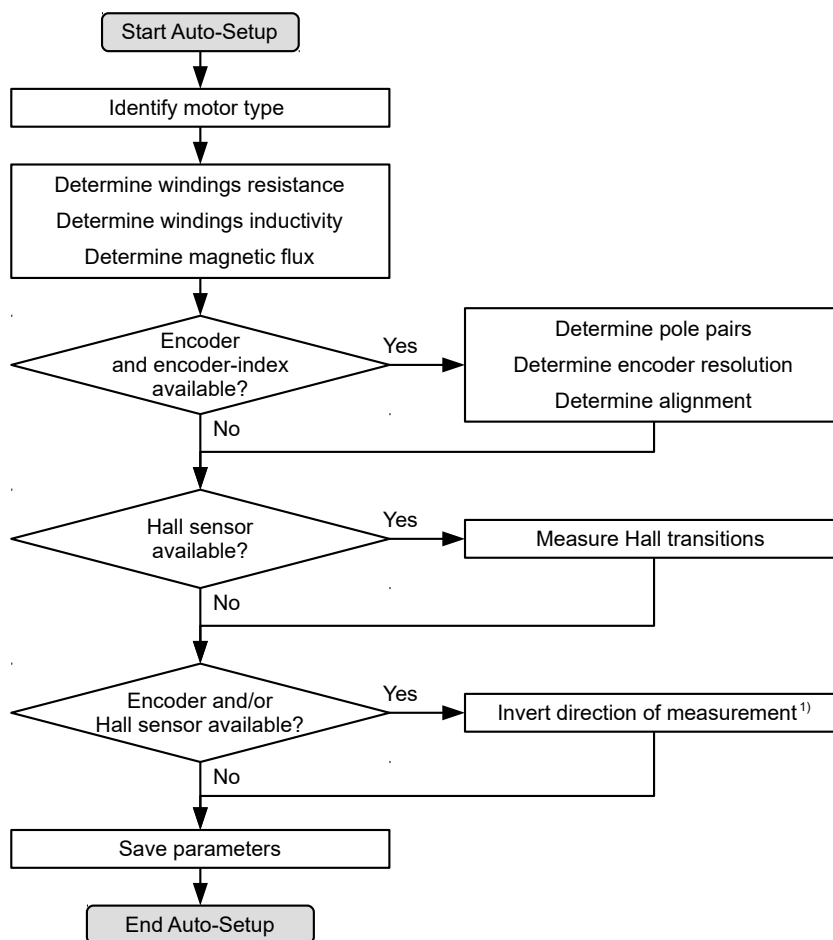 Start Auto-Setup
Identify motor type
Determine windings resistance
Determine windings inductivity
Determine magnetic flux
Encoder
and encoder-index
available?
Yes
No
Determine pole pairs
Determine encoder resolution
Determine alignment
Hall sensor
available?
Yes
No
Measure Hall transitions
Encoder and/or
Hall sensor available?
Yes
No
Invert direction of measurement 1)
Save parameters
End Auto-Setup